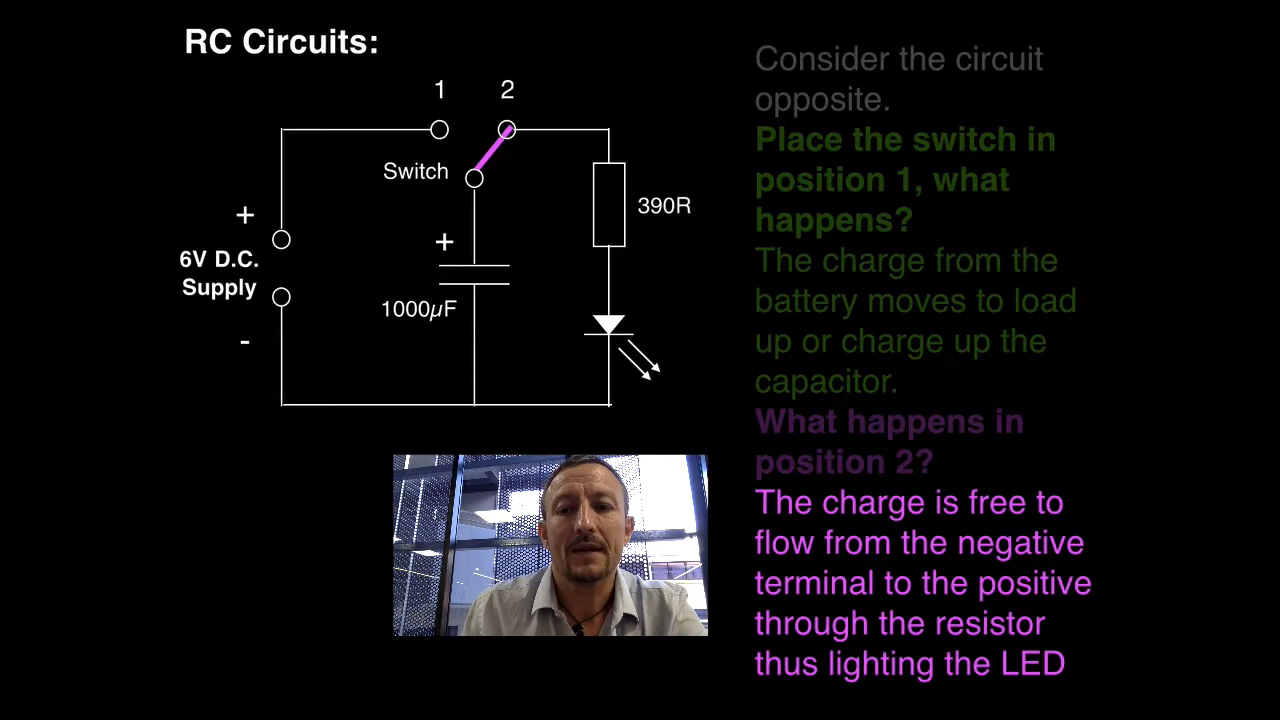 RC Circuits:
1
2
Switch
+
6V D.C.
Supply
-
+
1000µF
390R
Consider the circuit
opposite.
Place the switch in
position 1, what
happens?
The charge from the
battery moves to load
up or charge up the
capacitor.
What happens in
position 2?
The charge is free to
flow from the negative
terminal to the positive
through the resistor
thus lighting the LED